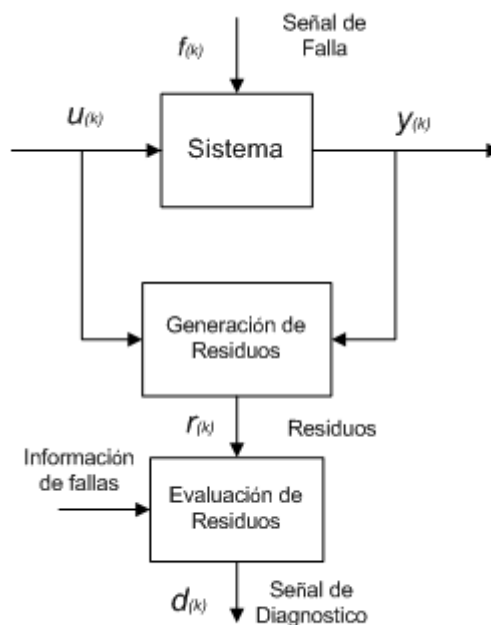 Señal de
Falla
f(k)
u(k)
Sistema
y(k)
Generación de
Residuos
r(k)
Residuos
Información
de fallas
Evaluación de
Residuos
d(k)
Señal de
Diagnostico